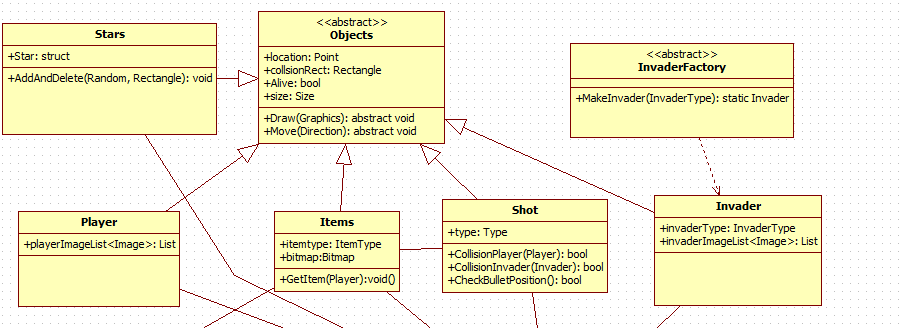 Stars
+Star: struct
+AddAndDelete(Random, Rectangle): void
<<abstract>>
Objects
+location: Point
+collsionRect: Rectangle
+Alive: bool
+size: Size
+Draw(Graphics): abstract void
+Move(Direction): abstract void
<<abstract>>
InvaderFactory
+MakeInvader(InvaderType): static Invader
Player
+playerImageList<Image>: List
Items
+itemtype: ItemType
+bitmap:Bitmap
+GetItem(Player):void()
Shot
+type: Type
+CollisionPlayer(Player): bool
+CollisionInvader(Invader): bool
+CheckBulletPosition(): bool
Invader
+invaderType: InvaderType
+invaderImageList<Image>: List